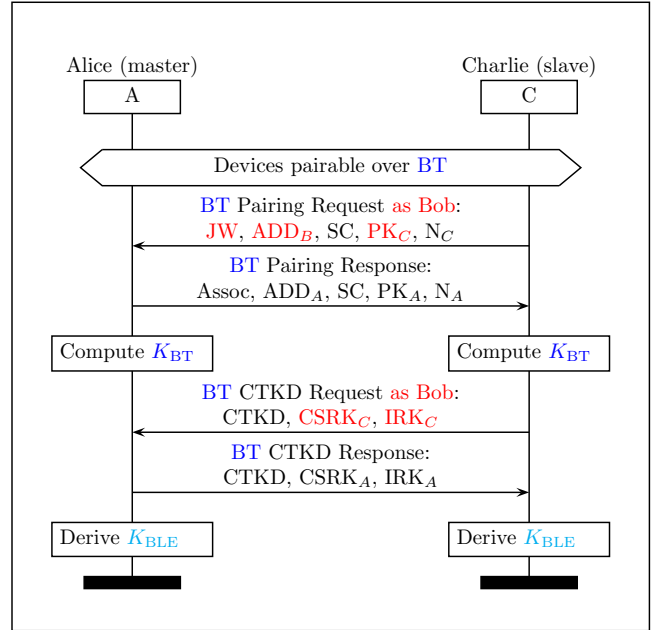 Alice (master)
Charlie (slave)
A
C
Devices pairable over BT
BT Pairing Request as Bob:
JW, ADD_B, SC, PK_C, N_C
BT Pairing Response:
Assoc, ADD_A, SC, PK_A, N_A
Compute K_BT
Compute K_BT
BT CTKD Request as Bob:
CTKD, CSRK_C, IRK_C
BT CTKD Response:
CTKD, CSRK_A, IRK_A
Derive K_BLE
Derive K_BLE